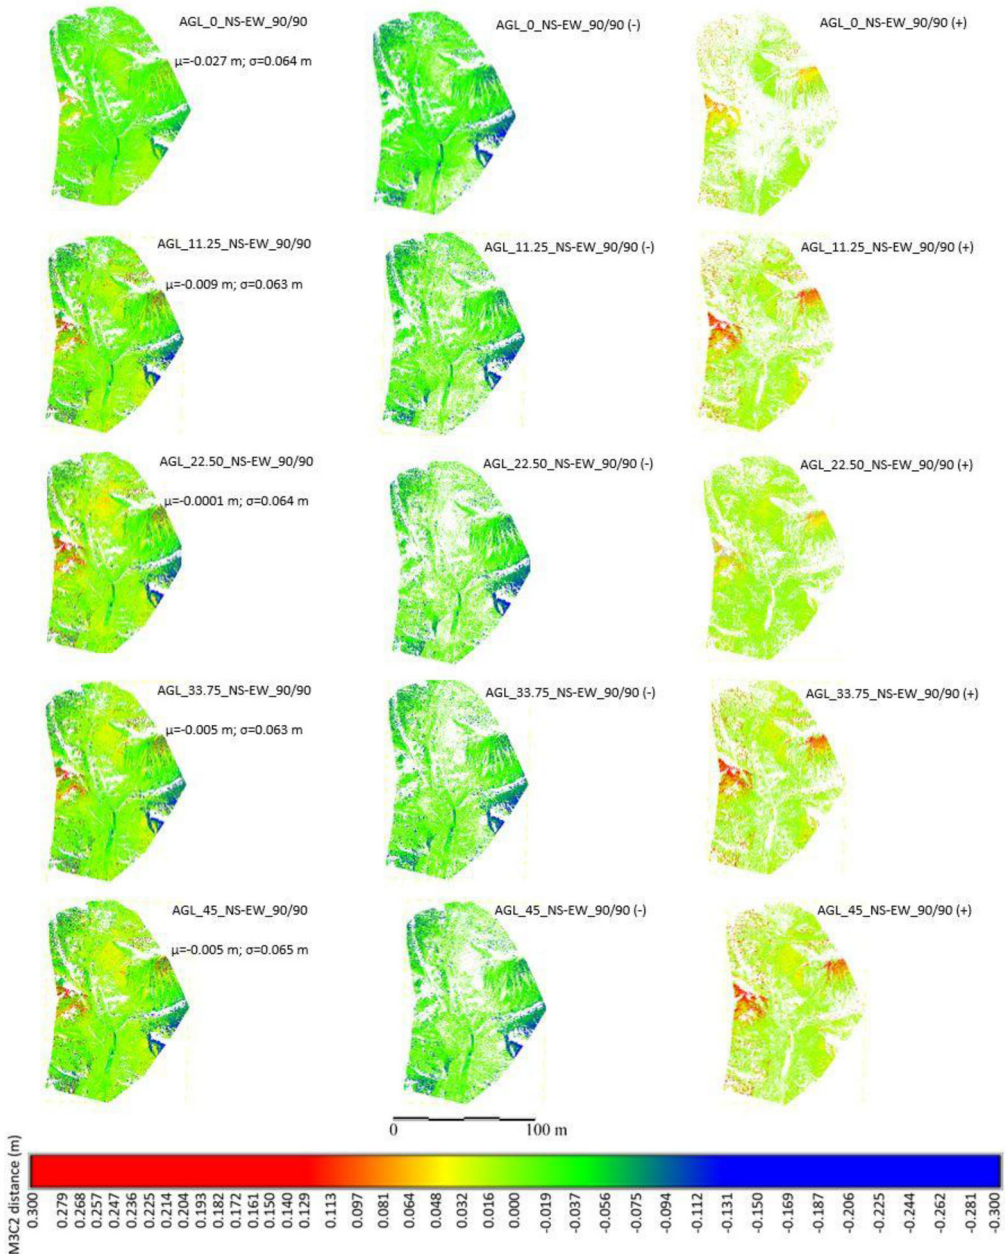 AGL_0_NS-EW_90/90
AGL_0_NS-EW_90/90 (-)
AGL_0_NS-EW_90/90 (+)
μ=-0.027 m; σ=0.064 m
AGL_11.25_NS-EW_90/90
AGL_11.25_NS-EW_90/90 (-)
AGL_11.25_NS-EW_90/90 (+)
μ=-0.009 m; σ=0.063 m
AGL_22.50_NS-EW_90/90
AGL_22.50_NS-EW_90/90 (-)
AGL_22.50_NS-EW_90/90 (+)
μ=-0.0001 m; σ=0.064 m
AGL_33.75_NS-EW_90/90
AGL_33.75_NS-EW_90/90 (-)
AGL_33.75_NS-EW_90/90 (+)
μ=-0.005 m; σ=0.063 m
AGL_45_NS-EW_90/90
AGL_45_NS-EW_90/90 (-)
AGL_45_NS-EW_90/90 (+)
μ=-0.005 m; σ=0.065 m
0 100 m
M3C2 distance (m)
0.300
0.279
0.268
0.257
0.247
0.236
0.225
0.214
0.204
0.193
0.182
0.172
0.161
0.150
0.140
0.129
0.113
0.097
0.081
0.064
0.048
0.032
0.016
0.000
-0.019
-0.037
-0.056
-0.075
-0.094
-0.112
-0.131
-0.150
-0.169
-0.187
-0.206
-0.225
-0.244
-0.262
-0.281
-0.300